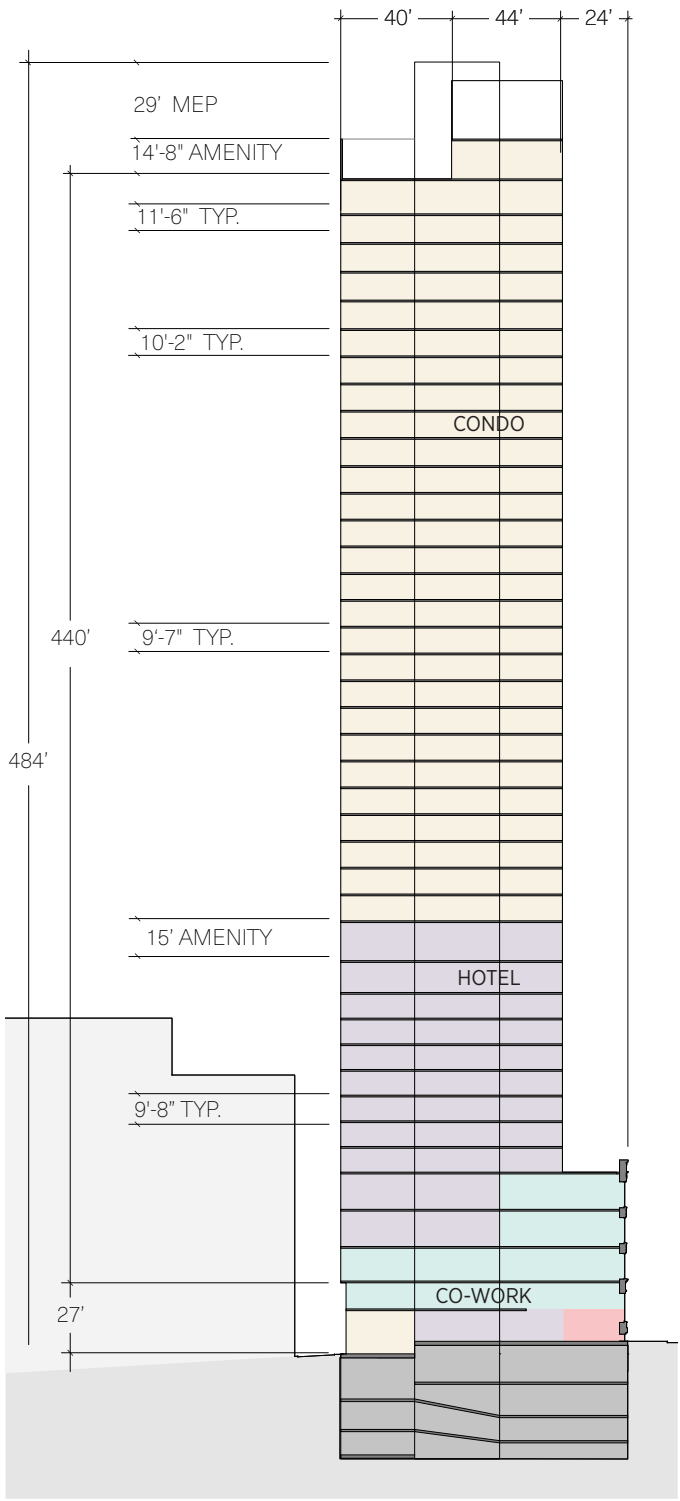 40’ 44’ 24’
29’ MEP
14'-8" AMENITY
11'-6" TYP.
10'-2" TYP.
CONDO
9'-7" TYP.
440’
484’
15’ AMENITY
HOTEL
9'-8” TYP.
CO-WORK
27’